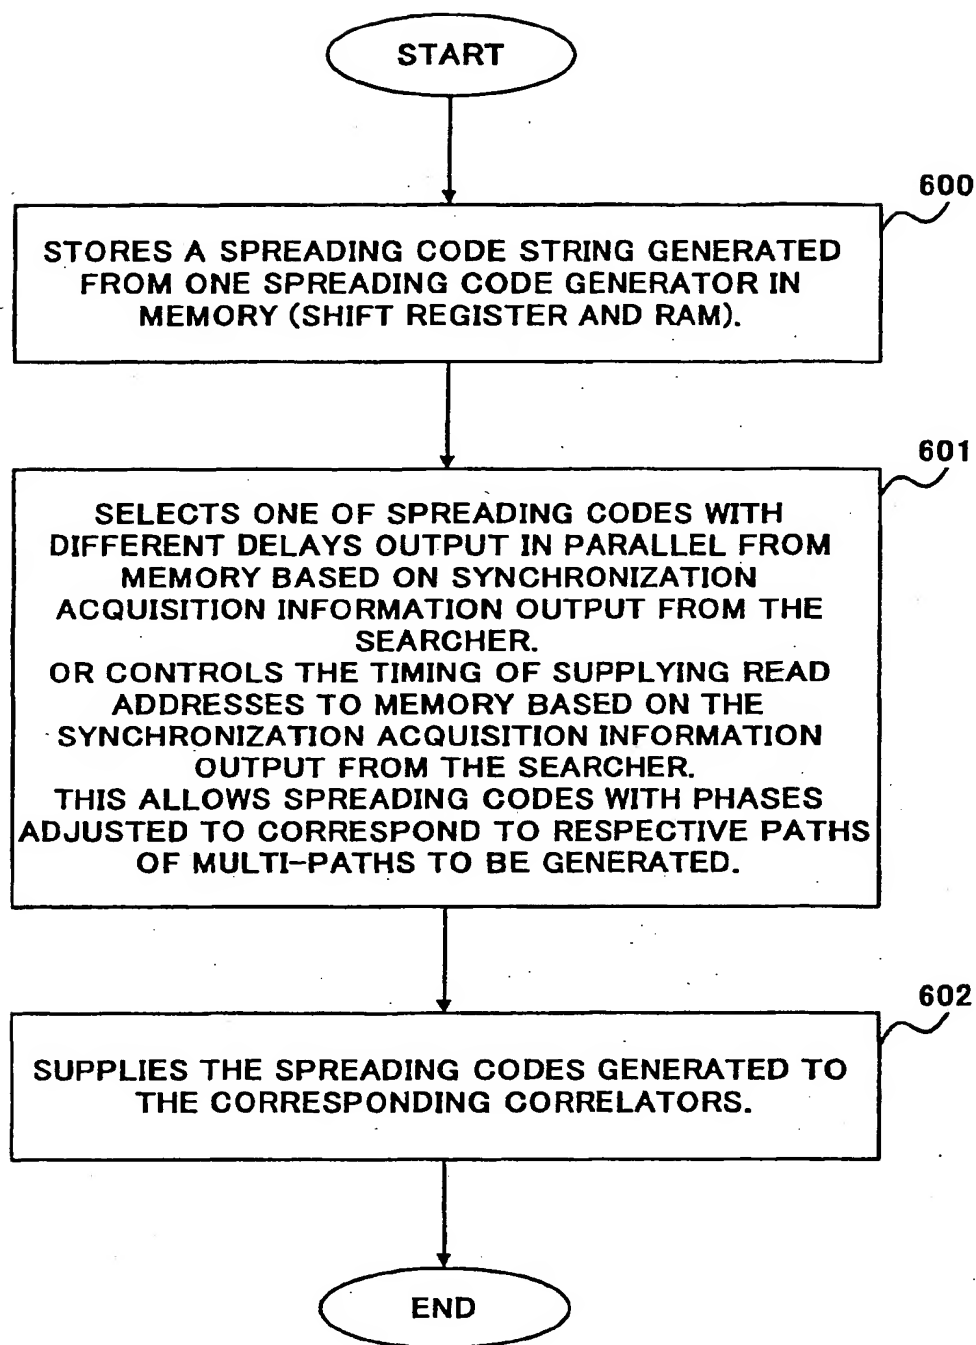 START
600
STORES A SPREADING CODE STRING GENERATED
FROM ONE SPREADING CODE GENERATOR IN
MEMORY (SHIFT REGISTER AND RAM).
601
SELECTS ONE OF SPREADING CODES WITH
DIFFERENT DELAYS OUTPUT IN PARALLEL FROM
MEMORY BASED ON SYNCHRONIZATION
ACQUISITION INFORMATION OUTPUT FROM THE
SEARCHER.
OR CONTROLS THE TIMING OF SUPPLYING READ
ADDRESSES TO MEMORY BASED ON THE
SYNCHRONIZATION ACQUISITION INFORMATION
OUTPUT FROM THE SEARCHER.
THIS ALLOWS SPREADING CODES WITH PHASES
ADJUSTED TO CORRESPOND TO RESPECTIVE PATHS
OF MULTI-PATHS TO BE GENERATED.
602
SUPPLIES THE SPREADING CODES GENERATED TO
THE CORRESPONDING CORRELATORS.
END